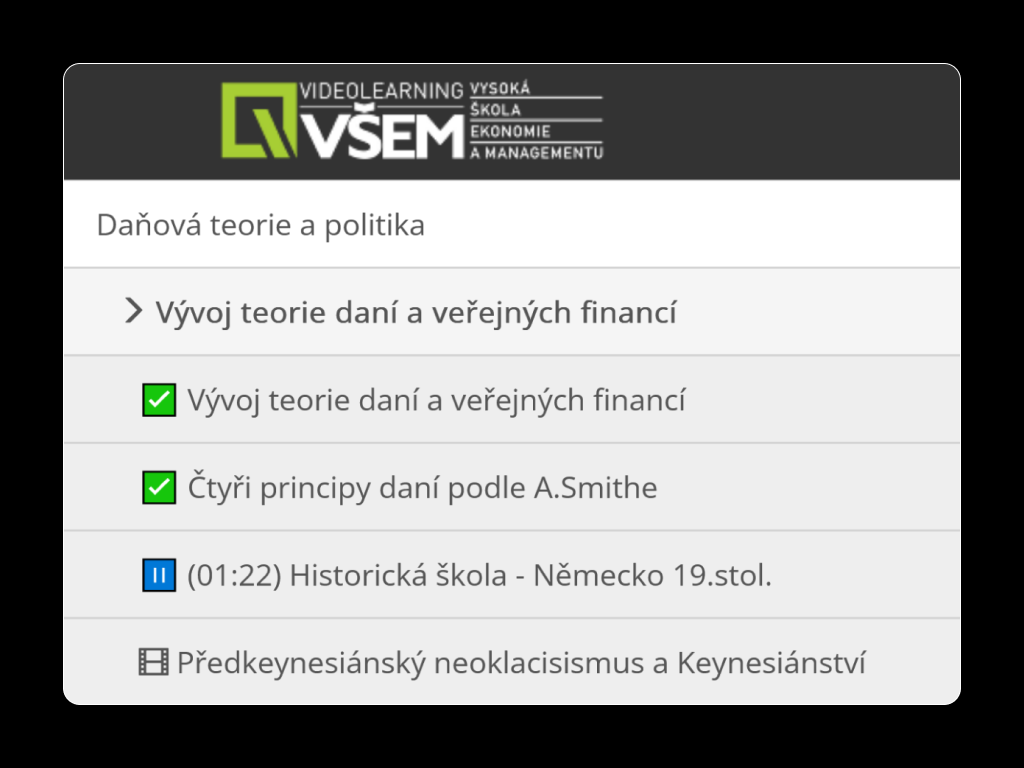 VIDEOLEARNING
VŠEM
VYSOKÁ
ŠKOLA
EKONOMIE
A MANAGEMENTU
Daňová teorie a politika
Vývoj teorie daní a veřejných financí
Vývoj teorie daní a veřejných financí
Čtyři principy daní podle A.Smithe
(01:22) Historická škola - Německo 19.stol.
Předkeynesiánský neoklacisismus a Keynesiánství